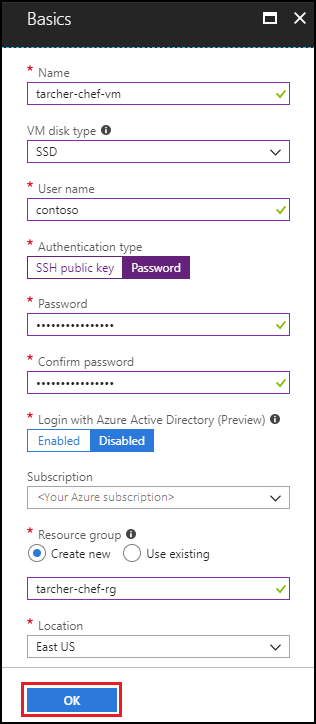 Basics
* Name
tarcher-chef-vm
VM disk type
SSD
* User name
contoso
* Authentication type
SSH public key Password
* Password
••••••••••••••••
* Confirm password
••••••••••••••••
* Login with Azure Active Directory (Preview)
Enabled Disabled
Subscription
<Your Azure subscription>
* Resource group
Create new Use existing
tarcher-chef-rg
* Location
East US
OK